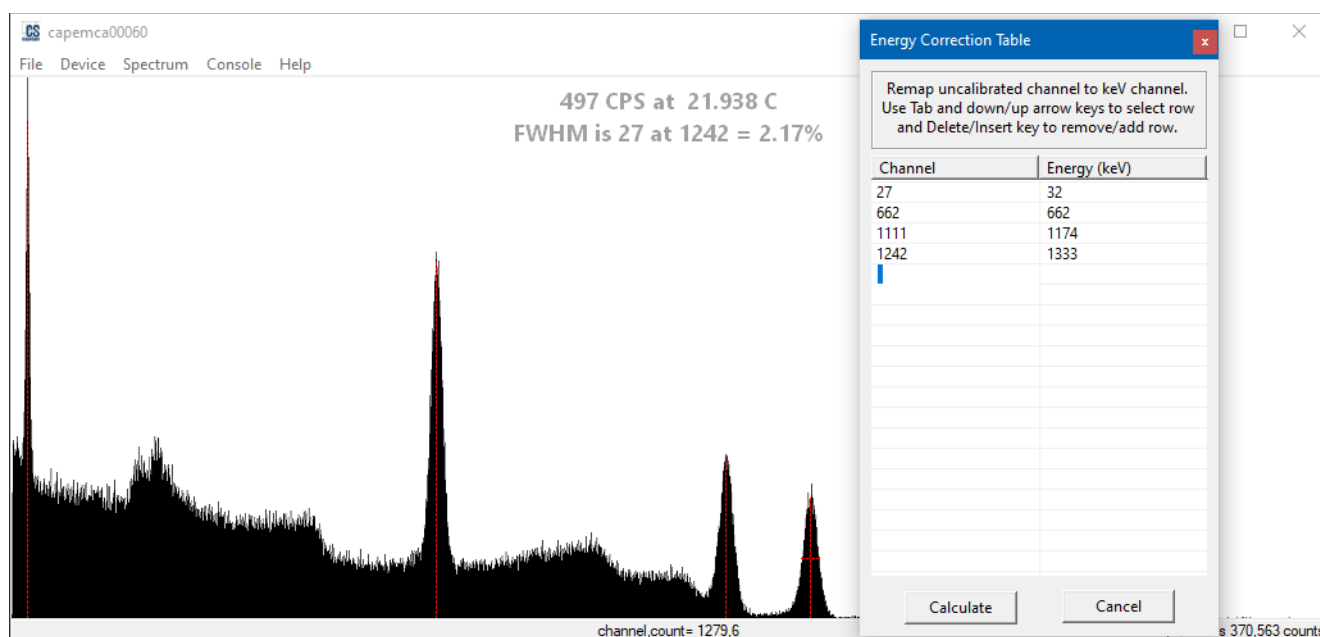 CS capemca00060
File Device Spectrum Console Help
497 CPS at 21.938 C
FWHM is 27 at 1242 = 2.17%
Energy Correction Table
x
Remap uncalibrated channel to keV channel.
Use Tab and down/up arrow keys to select row
and Delete/Insert key to remove/add row.
Channel Energy (keV)
27 32
662 662
1111 1174
1242 1333
Calculate Cancel
channel,count= 1279,6
s 370,563 counts